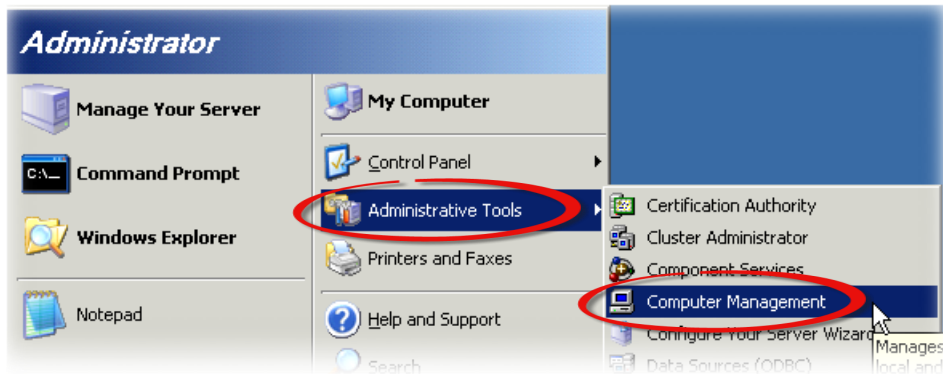 Administrator
Manage Your Server
Command Prompt
Windows Explorer
Notepad
My Computer
Control Panel
Administrative Tools
Printers and Faxes
Help and Support
Search
Certification Authority
Cluster Administrator
Component Services
Computer Management
Configure Your Server Wizard
Data Sources (ODBC)
Manages
local and
C:\_